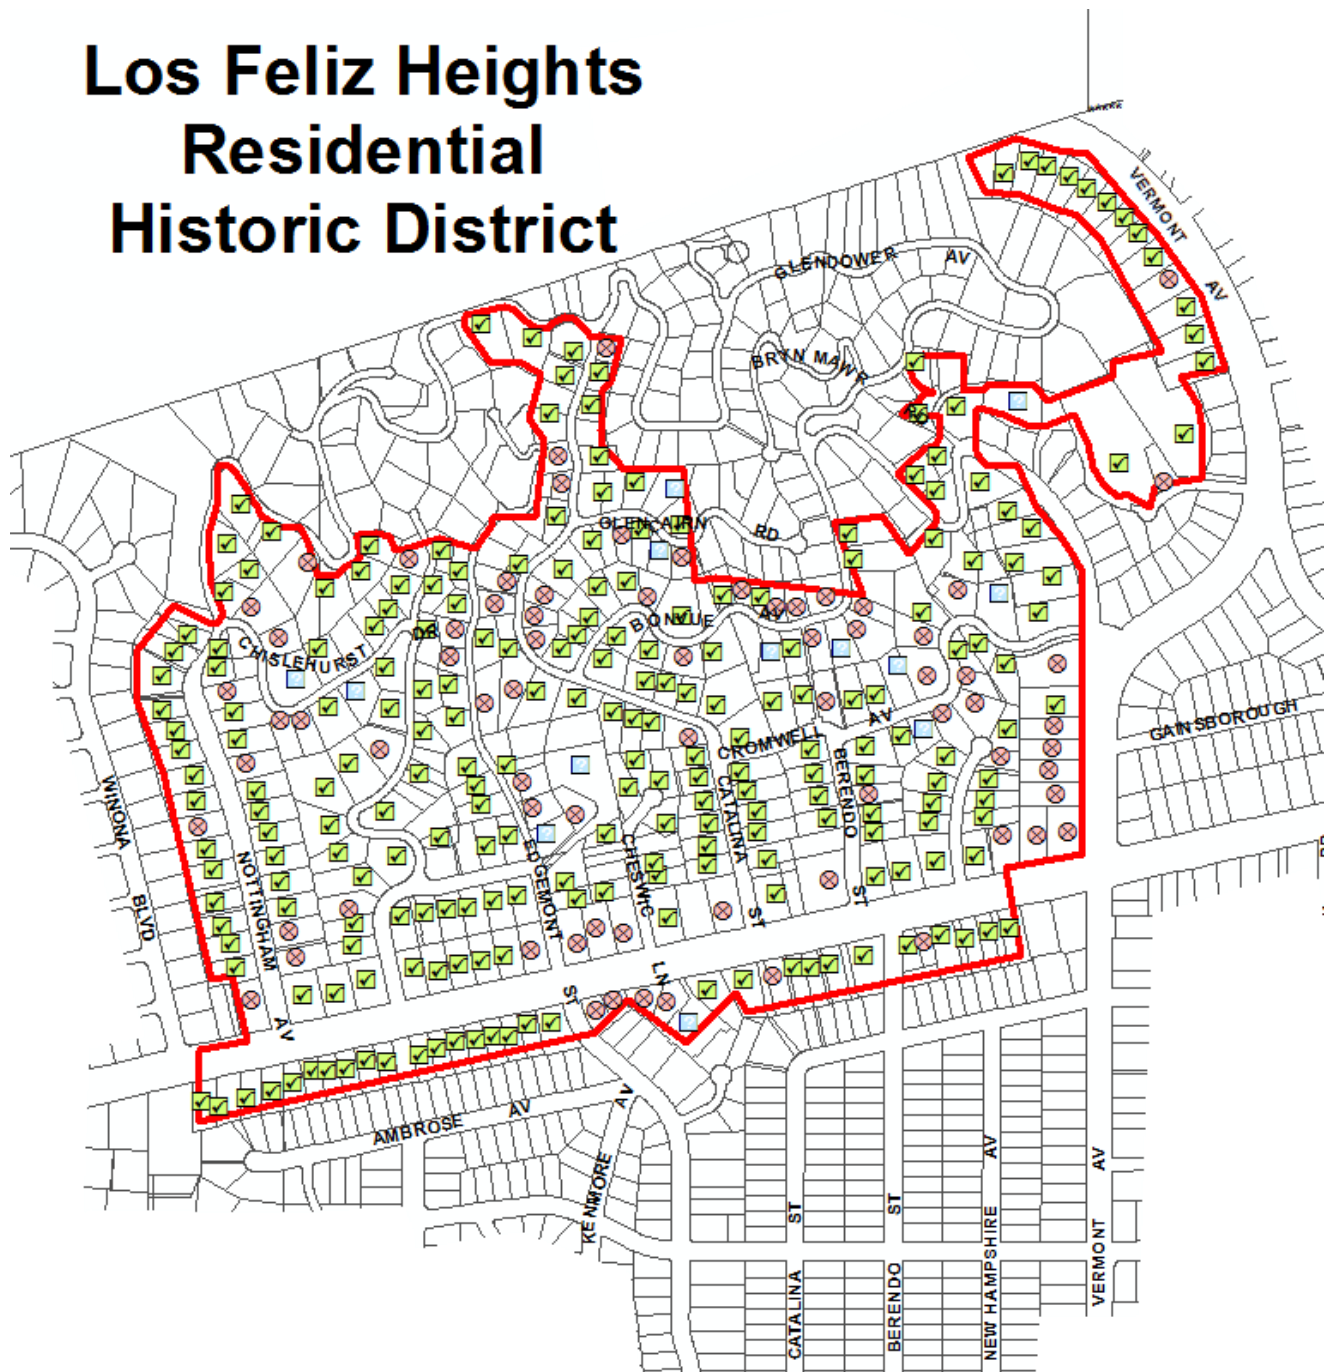 Los Feliz Heights
Residential
Historic District
VERMONT
AV
GLENDOWER
AV
BRYN MAWR
RD
GLENCAIRN
RD
BONVUE
AV
CHISLEHURST
DR
CROMWELL
AV
GAINSBOROUGH
WINONA
BLVD
NOTTINGHAM
AV
EDGEMONT
ST
CHESWIC
LN
CATALINA
ST
BERENDO
ST
AMBROSE
AV
KENMORE
AV
CATALINA
ST
BERENDO
ST
NEW HAMPSHIRE
AV
VERMONT
AV